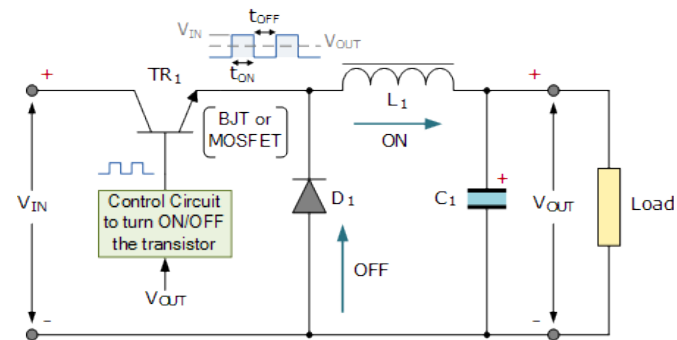 tOFF
VIN
VOUT
tON
+
TR1
+
BJT or
MOSFET
L1
ON
+
VIN
Control Circuit
to turn ON/OFF
the transistor
D1
C1
VOUT
Load
OFF
VOUT
-
-